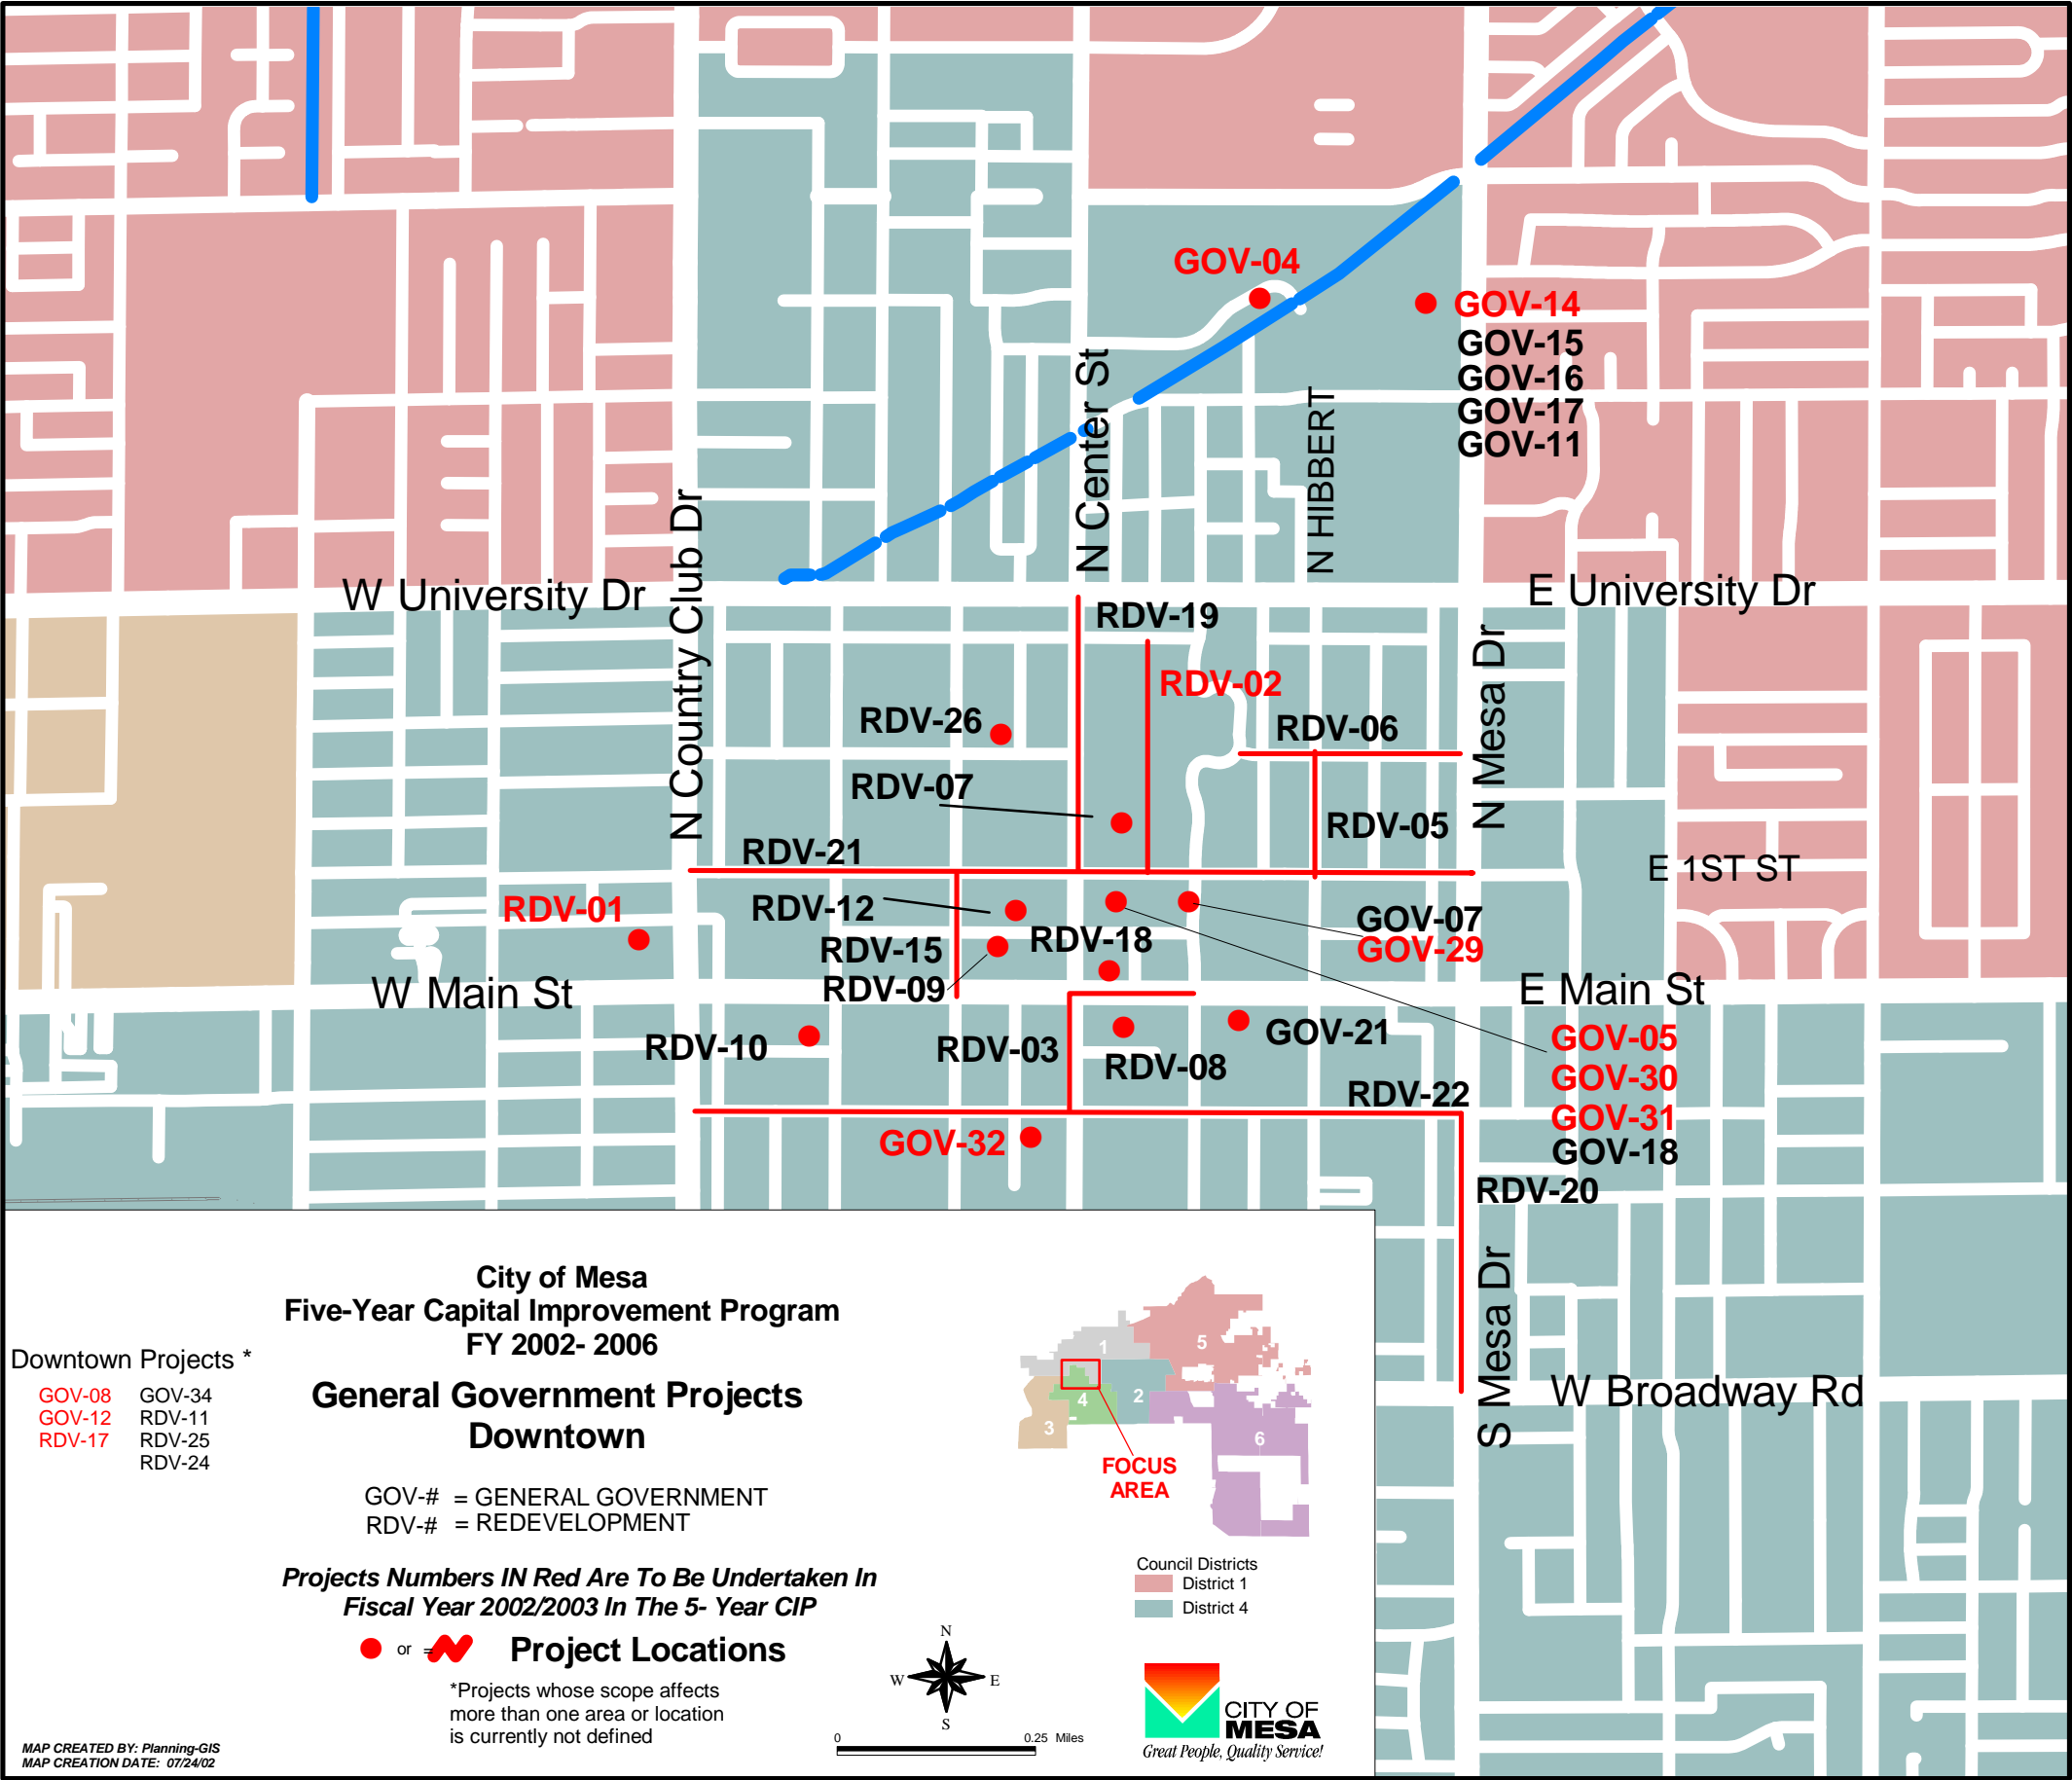 GOV-04
GOV-14
GOV-15
GOV-16
GOV-17
GOV-11
N Center St
N HIBBERT
N Country Club Dr
W University Dr
E University Dr
RDV-19
N Mesa Dr
RDV-02
RDV-26
RDV-06
RDV-07
RDV-05
RDV-21
E 1ST ST
RDV-01
RDV-12
GOV-07
RDV-15
RDV-18
GOV-29
RDV-09
W Main St
E Main St
RDV-10
RDV-03
RDV-08
GOV-21
GOV-05
GOV-30
RDV-22
GOV-31
GOV-32
GOV-18
RDV-20
S Mesa Dr
W Broadway Rd
City of Mesa
Five-Year Capital Improvement Program
FY 2002- 2006
General Government Projects
Downtown
Downtown Projects *
GOV-08 GOV-34
GOV-12 RDV-11
RDV-17 RDV-25
RDV-24
GOV-# = GENERAL GOVERNMENT
RDV-# = REDEVELOPMENT
Projects Numbers IN Red Are To Be Undertaken In
Fiscal Year 2002/2003 In The 5- Year CIP
or = Project Locations
*Projects whose scope affects
more than one area or location
is currently not defined
MAP CREATED BY: Planning-GIS
MAP CREATION DATE: 07/24/02
1
5
4
2
3
6
FOCUS
AREA
Council Districts
District 1
District 4
N
W E
S
0 0.25 Miles
CITY OF
MESA
Great People, Quality Service!